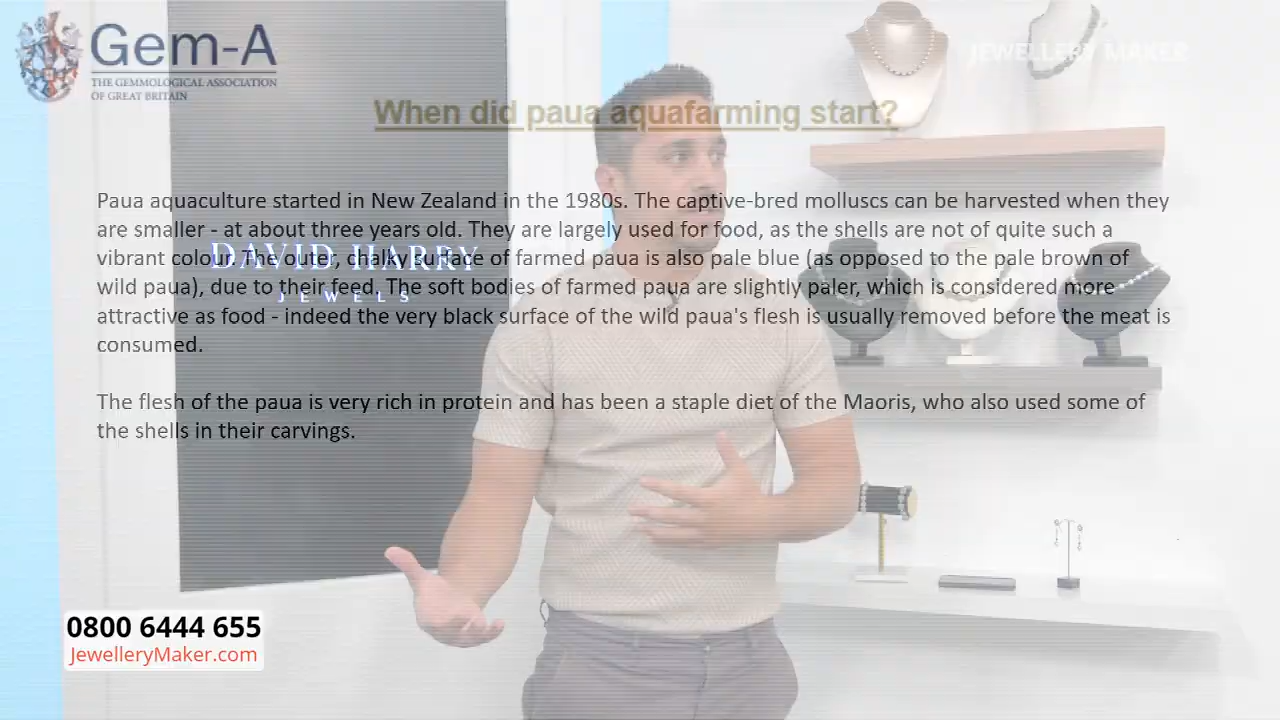 Gem-A
THE GEMMOLOGICAL ASSOCIATION
OF GREAT BRITAIN
JEWELLERY MAKER
When did paua aquafarming start?
Paua aquaculture started in New Zealand in the 1980s. The captive-bred molluscs can be harvested when they
are smaller - at about three years old. They are largely used for food, as the shells are not of quite such a
vibrant colour. The outer, chalky surface of farmed paua is also pale blue (as opposed to the pale brown of
wild paua), due to their feed. The soft bodies of farmed paua are slightly paler, which is considered more
attractive as food - indeed the very black surface of the wild paua's flesh is usually removed before the meat is
consumed.
The flesh of the paua is very rich in protein and has been a staple diet of the Maoris, who also used some of
the shells in their carvings.
DAVID HARRY
JEWELS
0800 6444 655
JewelleryMaker.com